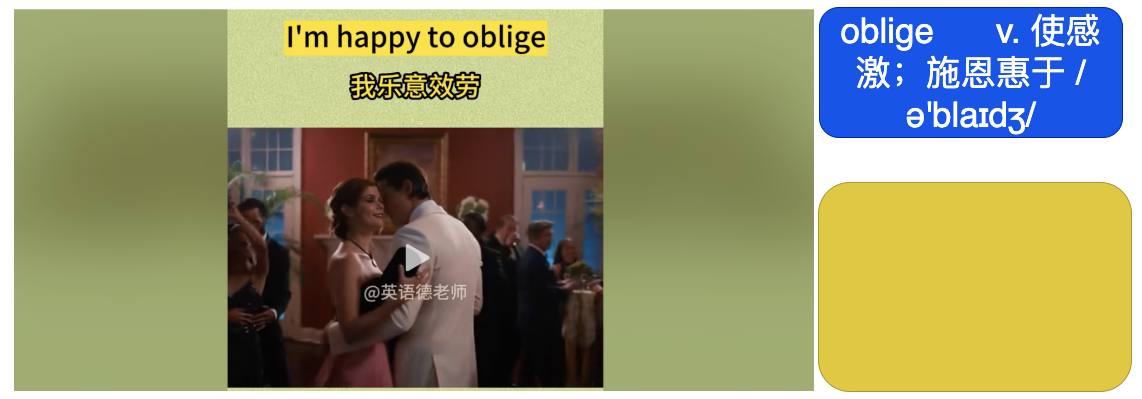 I'm happy to oblige
我乐意效劳
@英语德老师
oblige v. 使感
激；施恩惠于 /
ə'blaɪdʒ/